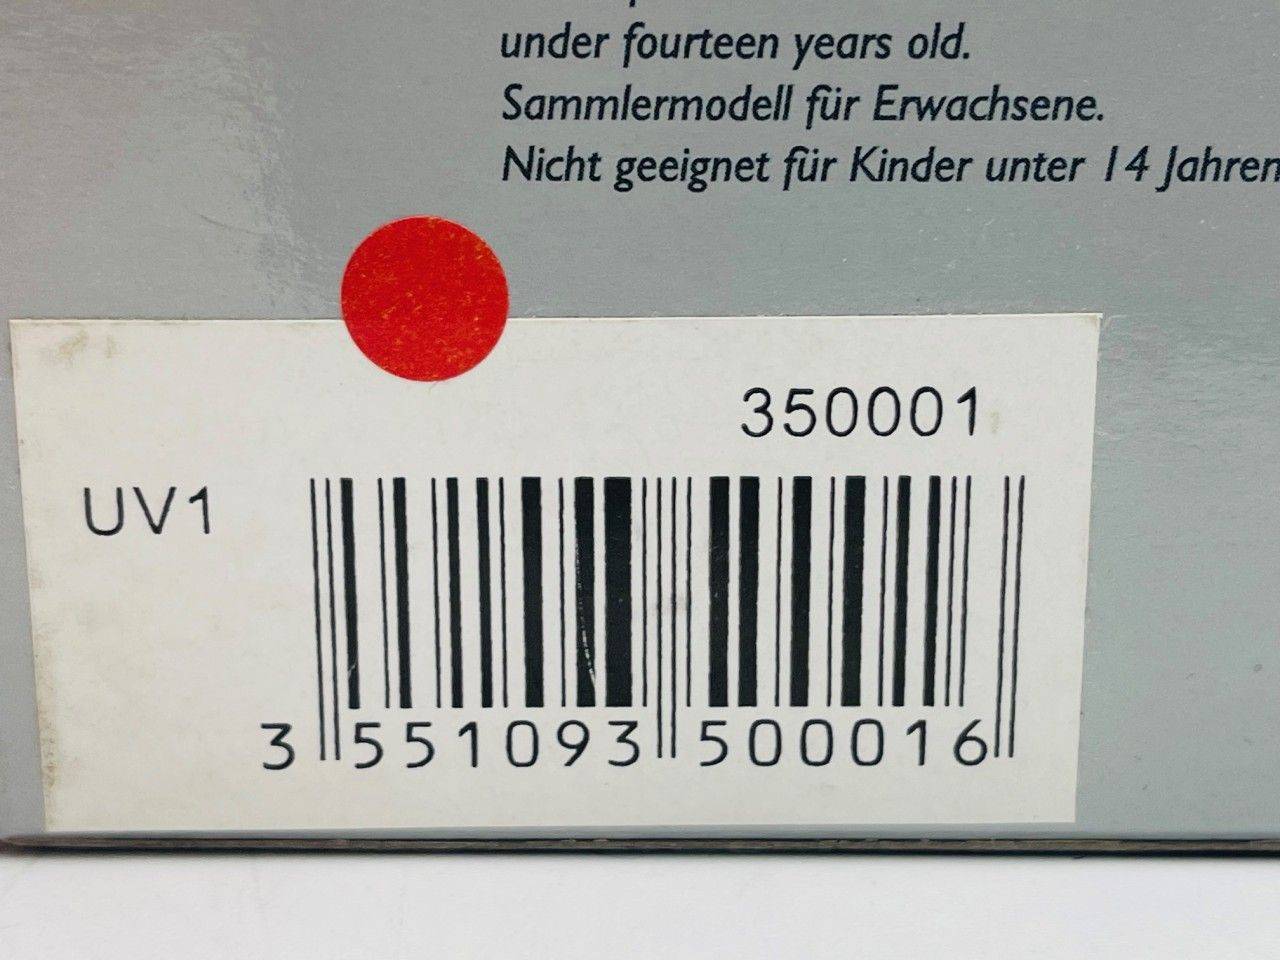 under fourteen years old.
Sammlermodell für Erwachsene.
Nicht geeignet für Kinder unter 14 Jahren
350001
UV1
3 551093 500016